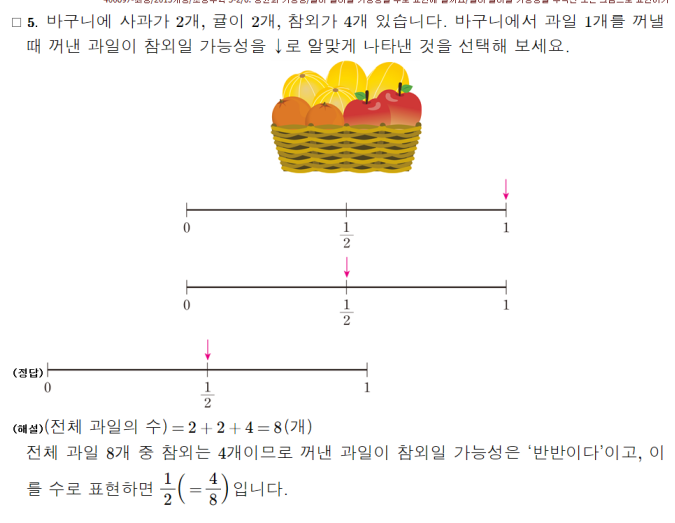 □ 5. 바구니에 사과가 2개, 귤이 2개, 참외가 4개 있습니다. 바구니에서 과일 1개를 꺼낼
때 꺼낸 과일이 참외일 가능성을 ↓로 알맞게 나타낸 것을 선택해 보세요.
0 1/2 1
0 1/2 1
(정답) 0 1/2 1
(해설)(전체 과일의 수) = 2 + 2 + 4 = 8(개)
전체 과일 8개 중 참외는 4개이므로 꺼낸 과일이 참외일 가능성은 ‘반반이다’이고, 이
를 수로 표현하면 1/2(= 4/8)입니다.